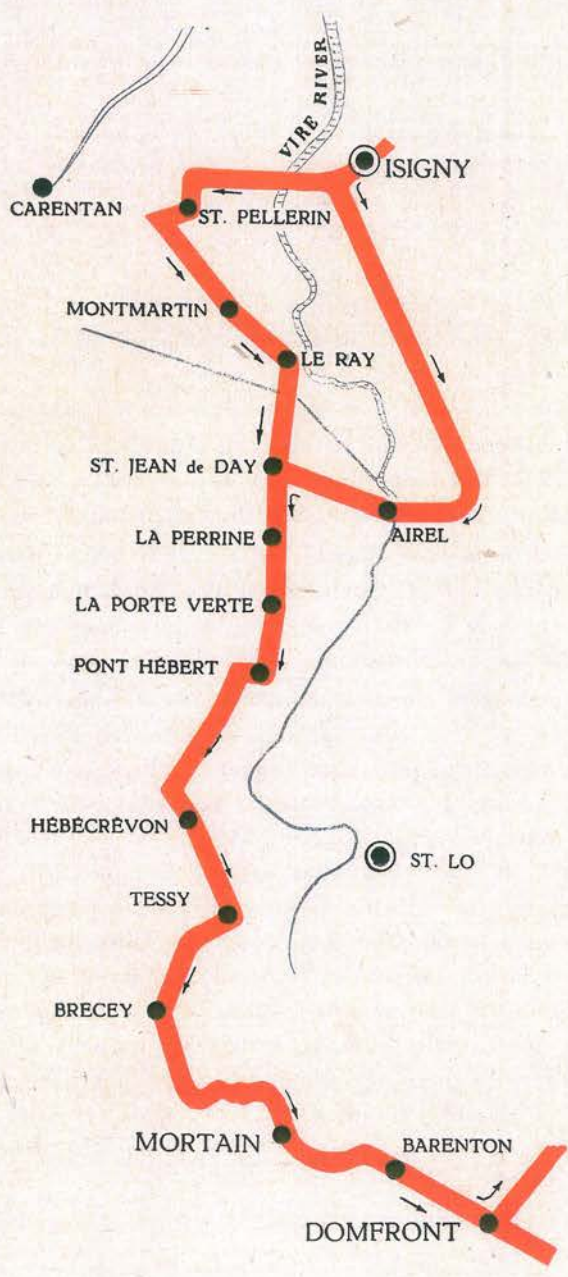 VIRE RIVER
ISIGNY
CARENTAN
ST. PELLERIN
MONTMARTIN
LE RAY
ST. JEAN de DAY
AIREL
LA PERRINE
LA PORTE VERTE
PONT HÉBERT
HÉBÉCRÊVON
ST. LO
TESSY
BRECEY
MORTAIN
BARENTON
DOMFRONT